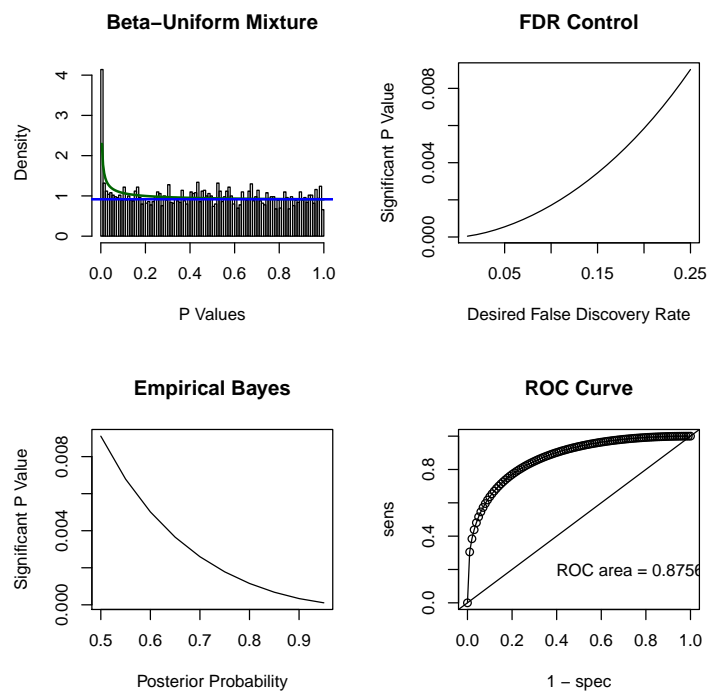 Beta−Uniform Mixture
Density
0 1 2 3 4
0.0 0.2 0.4 0.6 0.8 1.0
P Values
FDR Control
Significant P Value
0.000 0.004 0.008
0.05 0.15 0.25
Desired False Discovery Rate
Empirical Bayes
Significant P Value
0.000 0.004 0.008
0.5 0.6 0.7 0.8 0.9
Posterior Probability
ROC Curve
sens
0.0 0.4 0.8
ROC area = 0.8756
0.0 0.2 0.4 0.6 0.8 1.0
1 − spec